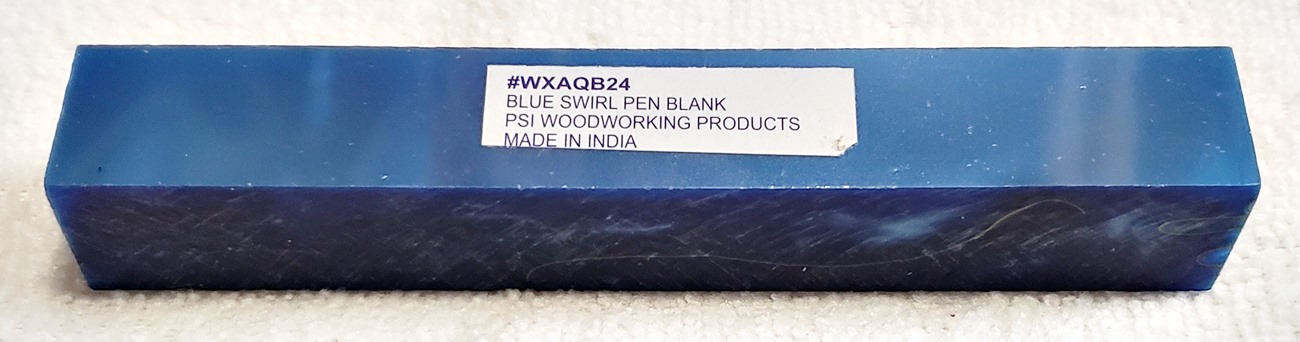 #WXAQB24
BLUE SWIRL PEN BLANK
PSI WOODWORKING PRODUCTS
MADE IN INDIA